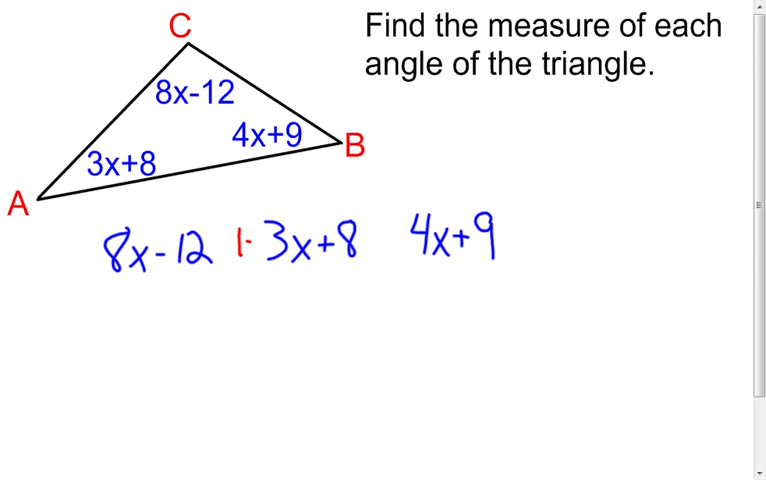 C
Find the measure of each
angle of the triangle.
8x-12
4x+9
B
3x+8
A
8x-12 3x+8 4x+9